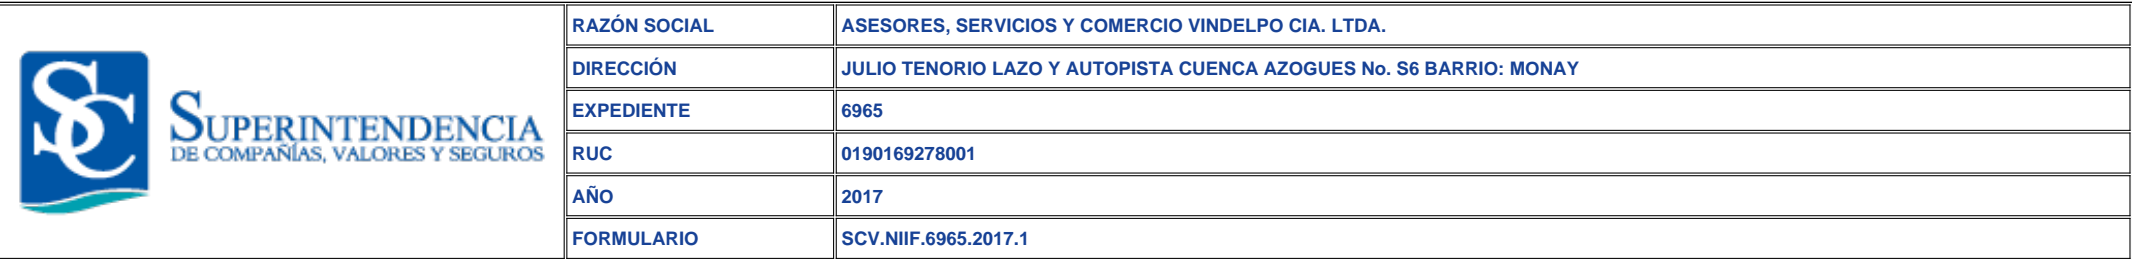 SC
SUPERINTENDENCIA
DE COMPAÑÍAS, VALORES Y SEGUROS
RAZÓN SOCIAL ASESORES, SERVICIOS Y COMERCIO VINDELPO CIA. LTDA.
DIRECCIÓN JULIO TENORIO LAZO Y AUTOPISTA CUENCA AZOGUES No. S6 BARRIO: MONAY
EXPEDIENTE 6965
RUC 0190169278001
AÑO 2017
FORMULARIO SCV.NIIF.6965.2017.1